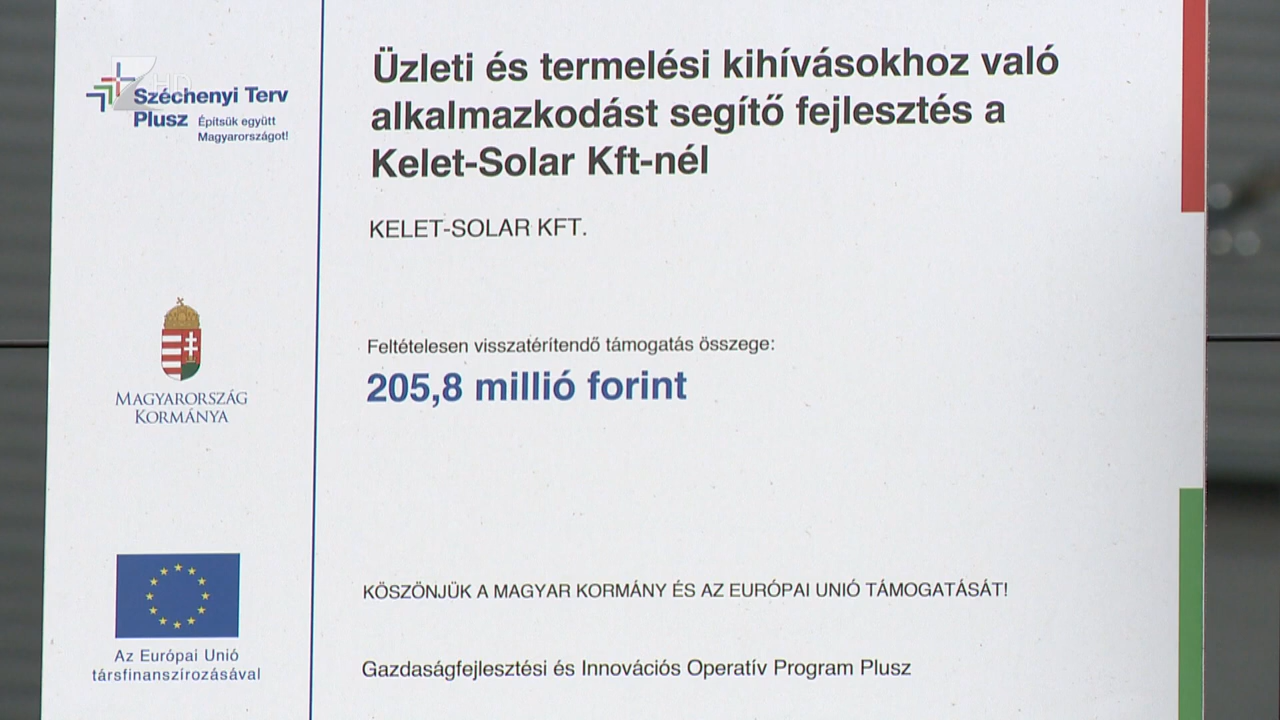 HD
Széchenyi Terv
Plusz
Építsük együtt
Magyarországot!
MAGYARORSZÁG
KORMÁNYA
Az Európai Unió
társfinanszírozásával
Üzleti és termelési kihívásokhoz való
alkalmazkodást segítő fejlesztés a
Kelet-Solar Kft-nél
KELET-SOLAR KFT.
Feltételesen visszatérítendő támogatás összege:
205,8 millió forint
KÖSZÖNJÜK A MAGYAR KORMÁNY ÉS AZ EURÓPAI UNIÓ TÁMOGATÁSÁT!
Gazdaságfejlesztési és Innovációs Operatív Program Plusz